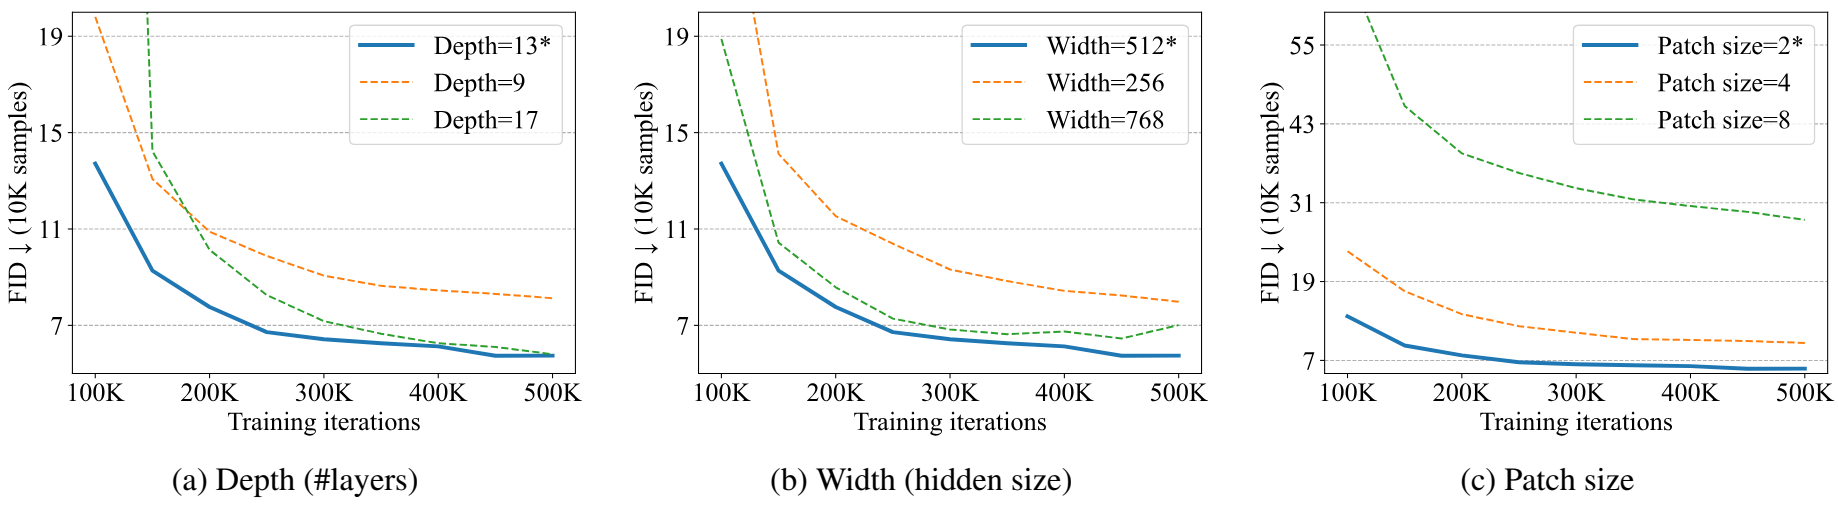 FID ↓ (10K samples)
19
15
11
7
Depth=13*
Depth=9
Depth=17
100K 200K 300K 400K 500K
Training iterations
(a) Depth (#layers)
FID ↓ (10K samples)
19
15
11
7
Width=512*
Width=256
Width=768
100K 200K 300K 400K 500K
Training iterations
(b) Width (hidden size)
FID ↓ (10K samples)
55
43
31
19
7
Patch size=2*
Patch size=4
Patch size=8
100K 200K 300K 400K 500K
Training iterations
(c) Patch size